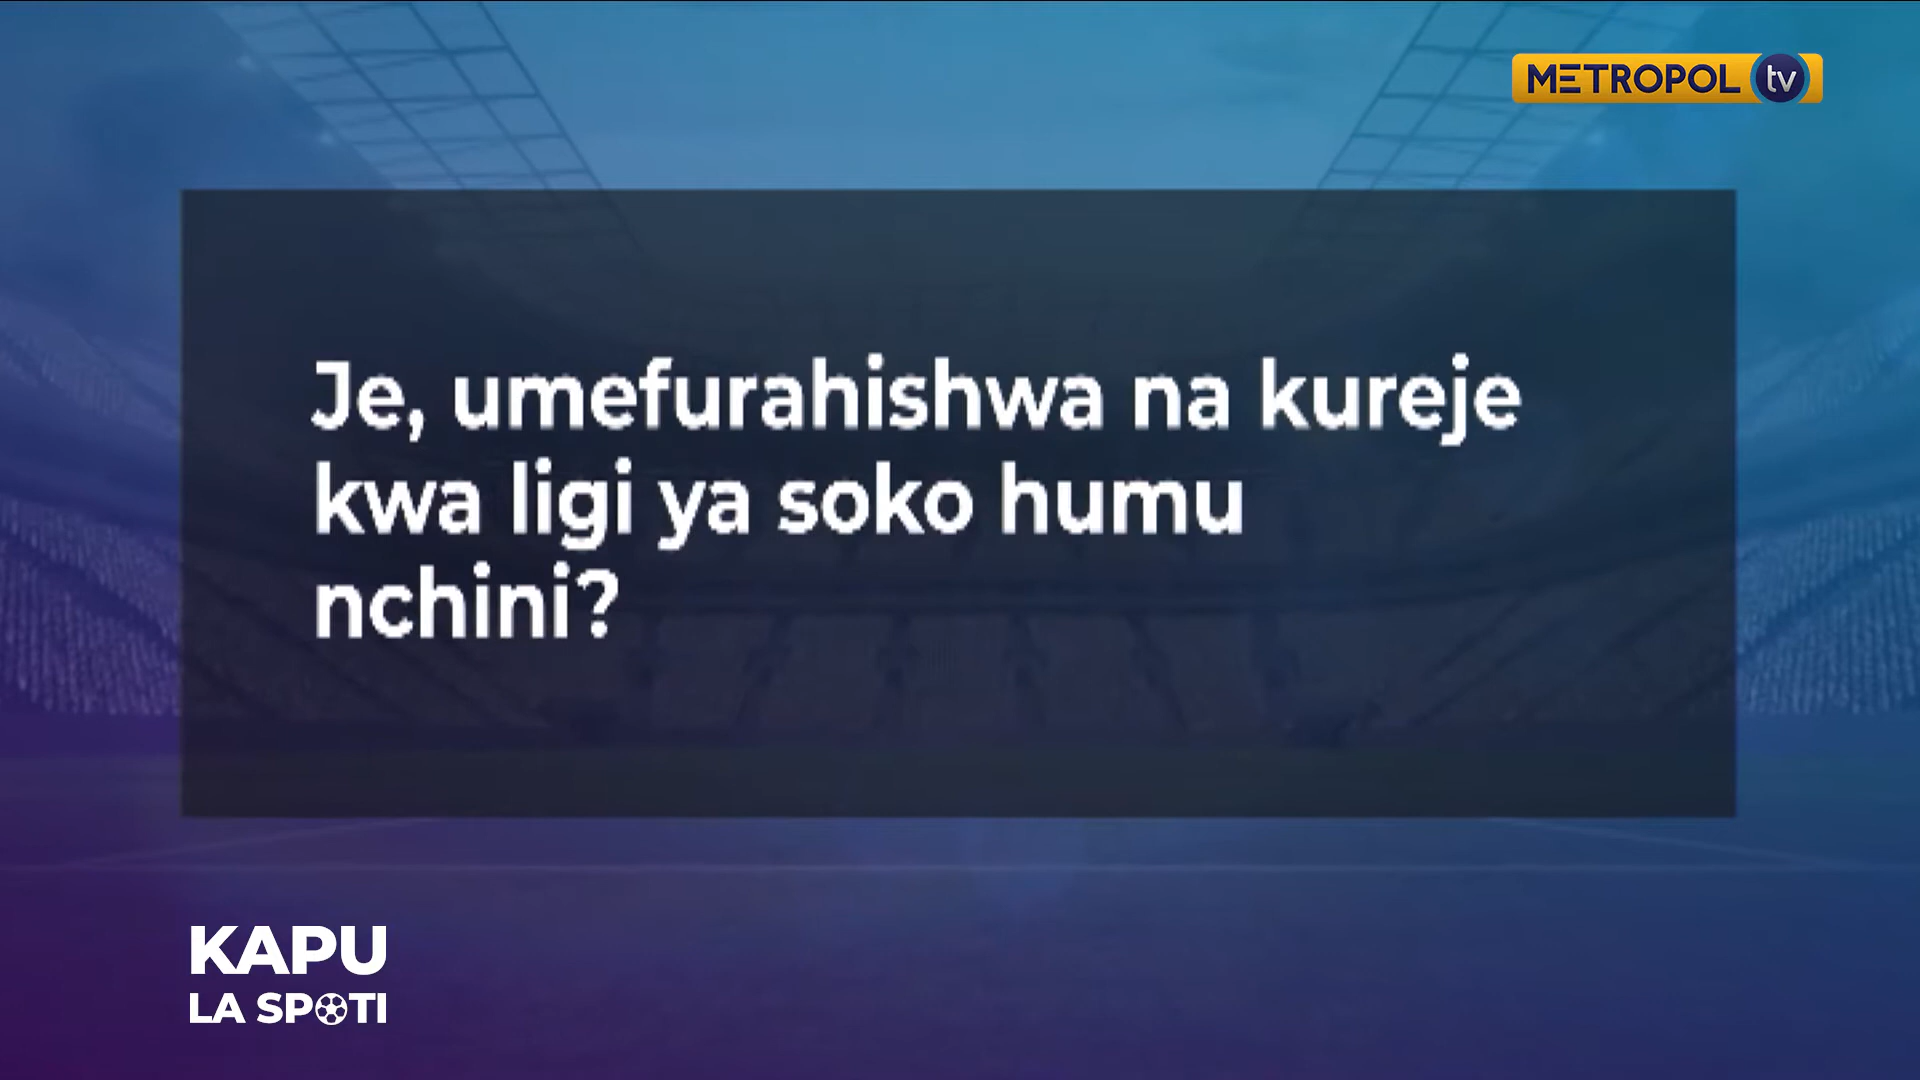 METROPOL tv
Je, umefurahishwa na kureje
kwa ligi ya soko humu
nchini?
KAPU
LA SPOTI